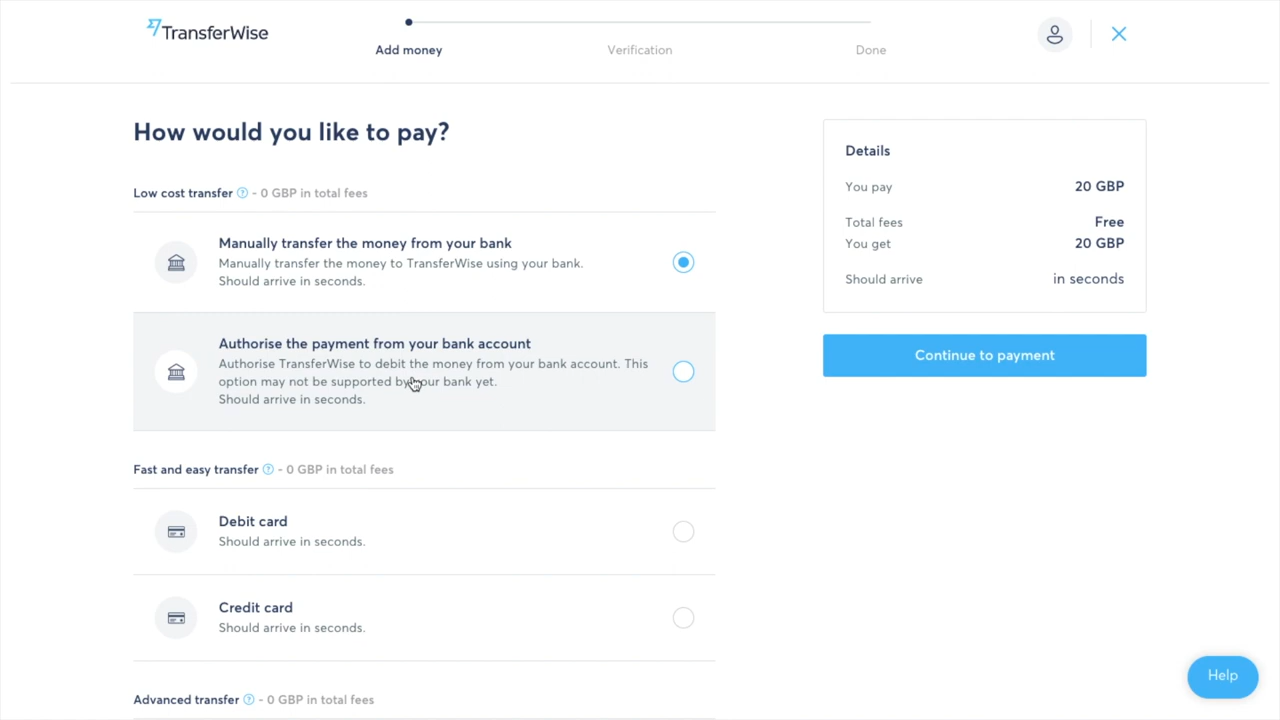 TransferWise
Add money
Verification
Done
How would you like to pay?
Low cost transfer ? - 0 GBP in total fees
Manually transfer the money from your bank
Manually transfer the money to TransferWise using your bank.
Should arrive in seconds.
Authorise the payment from your bank account
Authorise TransferWise to debit the money from your bank account. This
option may not be supported by your bank yet.
Should arrive in seconds.
Fast and easy transfer ? - 0 GBP in total fees
Debit card
Should arrive in seconds.
Credit card
Should arrive in seconds.
Advanced transfer ? - 0 GBP in total fees
Details
You pay 20 GBP
Total fees Free
You get 20 GBP
Should arrive in seconds
Continue to payment
Help